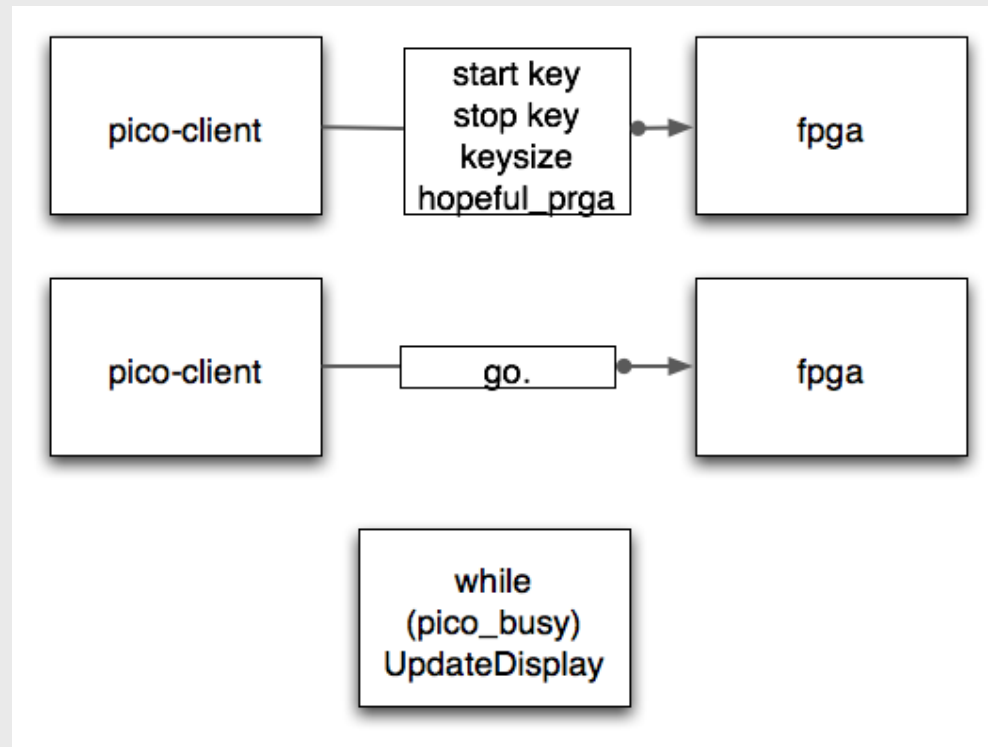 pico-client
start key
stop key
keysize
hopeful_prga
fpga
pico-client
go.
fpga
while
(pico_busy)
UpdateDisplay